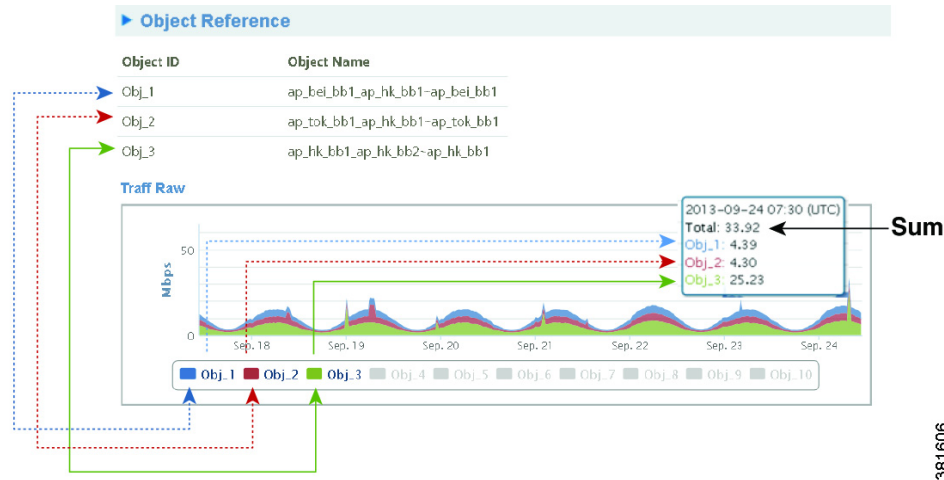 Object Reference
Object ID Object Name
Obj_1 ap_bei_bb1_ap_hk_bb1-ap_bei_bb1
Obj_2 ap_tok_bb1_ap_hk_bb1-ap_tok_bb1
Obj_3 ap_hk_bb1_ap_hk_bb2-ap_hk_bb1
Traff Raw
2013-09-24 07:30 (UTC)
Total: 33.92
Sum
Obj_1: 4.39
Obj_2: 4.30
Obj_3: 25.23
Mbps
50
0
Sep. 18 Sep. 19 Sep. 20 Sep. 21 Sep. 22 Sep. 23 Sep. 24
Obj_1 Obj_2 Obj_3 Obj_4 Obj_5 Obj_6 Obj_7 Obj_8 Obj_9 Obj_10
381606